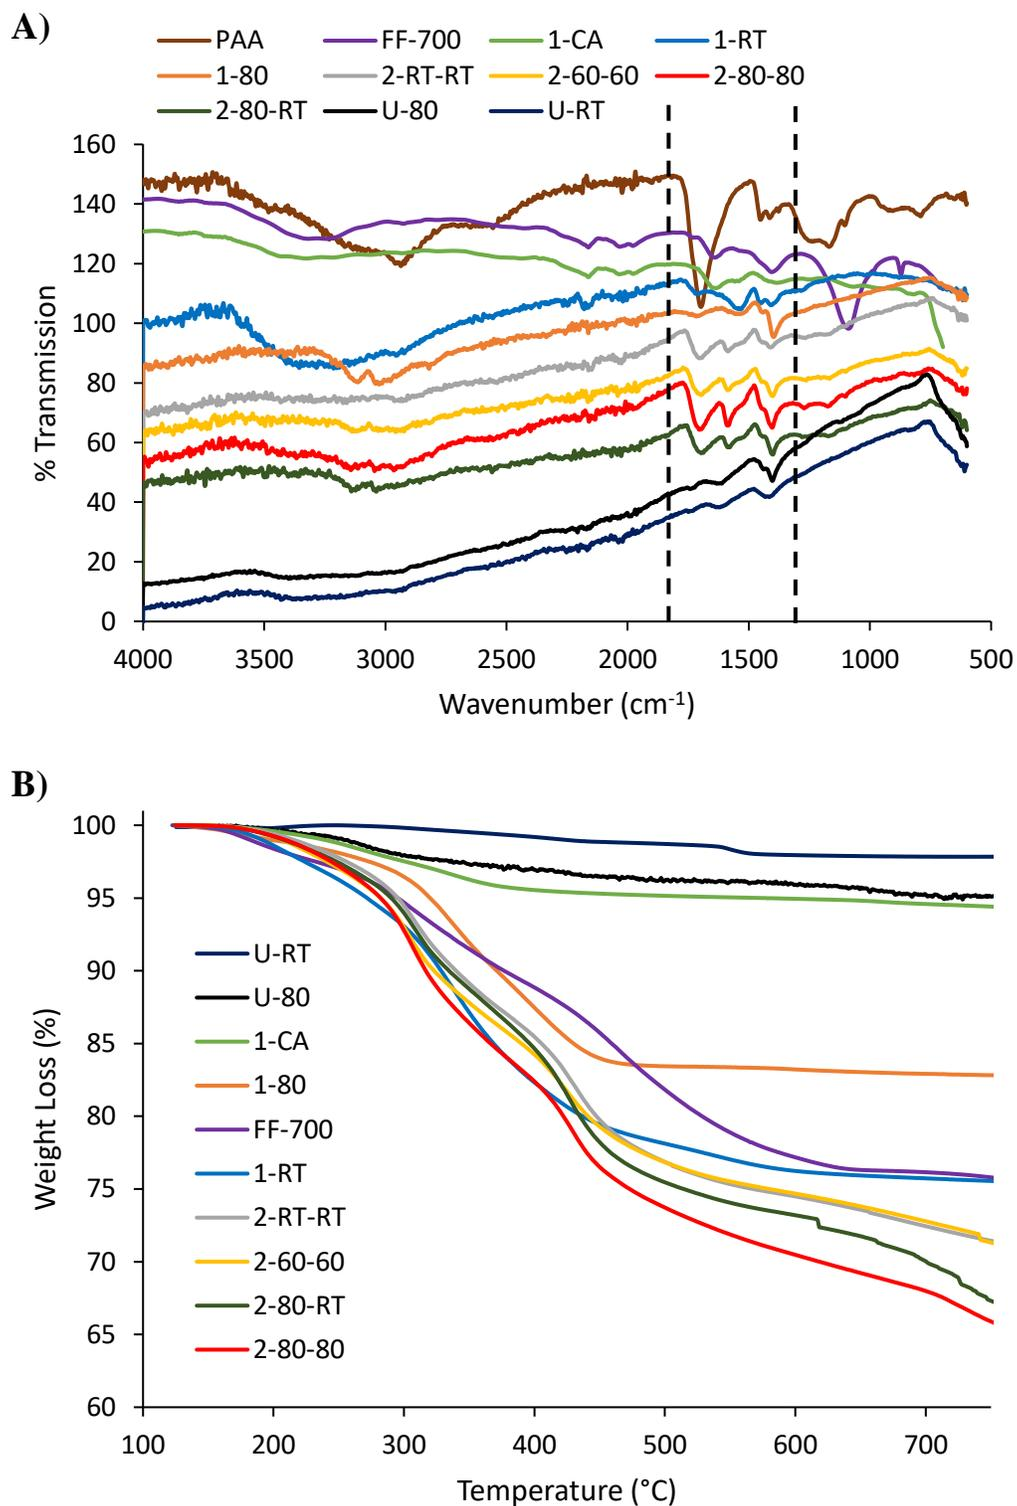 A)
PAA FF-700 1-CA 1-RT
1-80 2-RT-RT 2-60-60 2-80-80
2-80-RT U-80 U-RT
160
140
120
100
80
60
40
20
0
% Transmission
4000 3500 3000 2500 2000 1500 1000 500
Wavenumber (cm-1)
B)
100
95
90
85
80
75
70
65
60
Weight Loss (%)
U-RT
U-80
1-CA
1-80
FF-700
1-RT
2-RT-RT
2-60-60
2-80-RT
2-80-80
100 200 300 400 500 600 700
Temperature (°C)